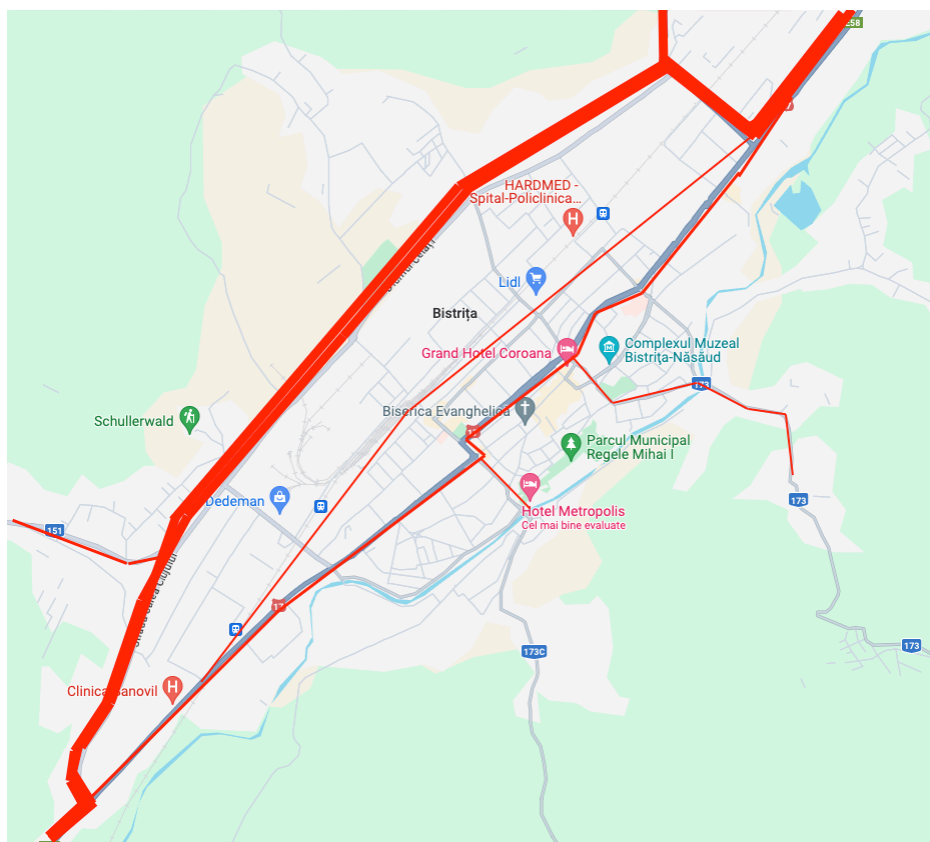 E58
HARDMED -
Spital-Policlinica...
Lidl
Bistrița
Grand Hotel Coroana
Complexul Muzeal
Bistrița-Năsăud
173
Schullerwald
Biserica Evanghelica
Parcul Municipal
Regele Mihai I
Dedeman
Hotel Metropolis
Cel mai bine evaluate
173
151
17
173C
173
Clinica Sanovil